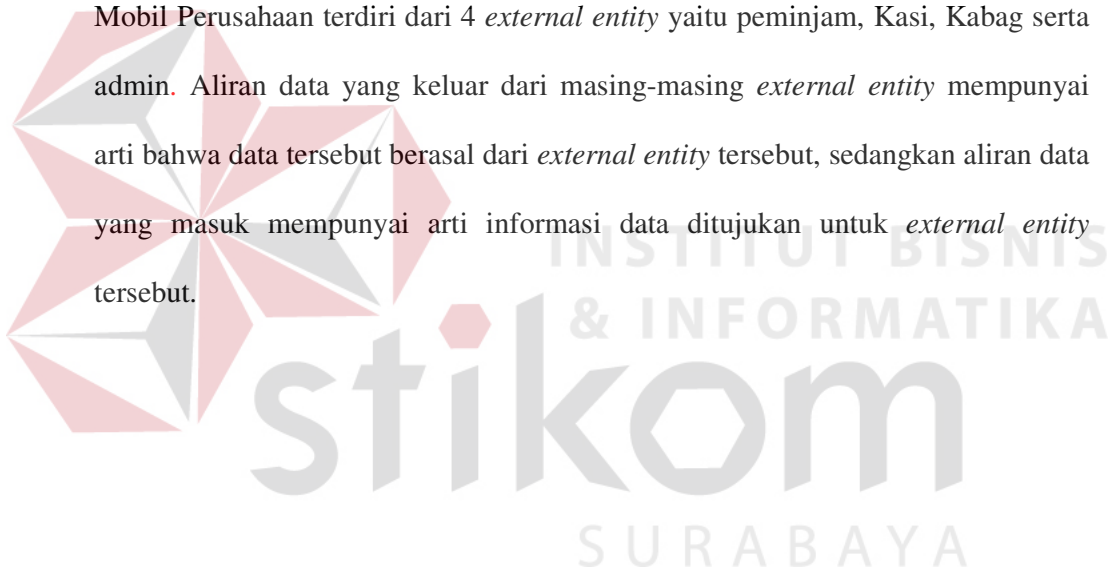 Mobil Perusahaan terdiri dari 4 external entity yaitu peminjam, Kasi, Kabag serta
admin. Aliran data yang keluar dari masing-masing external entity mempunyai
arti bahwa data tersebut berasal dari external entity tersebut, sedangkan aliran data
yang masuk mempunyai arti informasi data ditujukan untuk external entity
tersebut.
INSTITUT BISNIS
& INFORMATIKA
stikom
SURABAYA